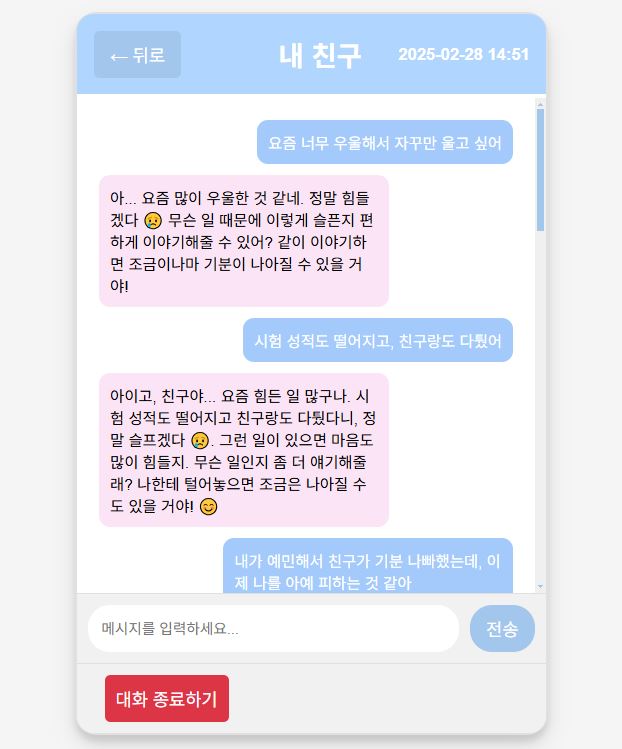 ← 뒤로
내 친구
2025-02-28 14:51
요즘 너무 우울해서 자꾸만 울고 싶어
아... 요즘 많이 우울한 것 같네. 정말 힘들
겠다 😥 무슨 일 때문에 이렇게 슬픈지 편
하게 이야기해줄 수 있어? 같이 이야기하
면 조금이나마 기분이 나아질 수 있을 거
야!
시험 성적도 떨어지고, 친구랑도 다퉜어
아이고, 친구야... 요즘 힘든 일 많구나. 시
험 성적도 떨어지고 친구랑도 다퉜다니, 정
말 슬프겠다 😥. 그런 일이 있으면 마음도
많이 힘들지. 무슨 일인지 좀 더 얘기해줄
래? 나한테 털어놓으면 조금은 나아질 수
도 있을 거야! 😊
내가 예민해서 친구가 기분 나빠했는데, 이
제 나를 아예 피하는 것 같아
메시지를 입력하세요...
전송
대화 종료하기